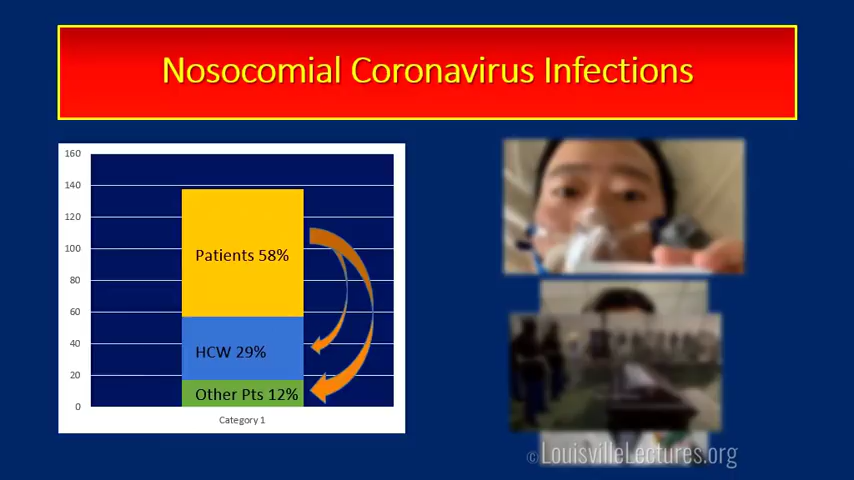 Nosocomial Coronavirus Infections
160
140
120
100
80
60
40
20
0
Patients 58%
HCW 29%
Other Pts 12%
Category 1
© LouisvilleLectures.org